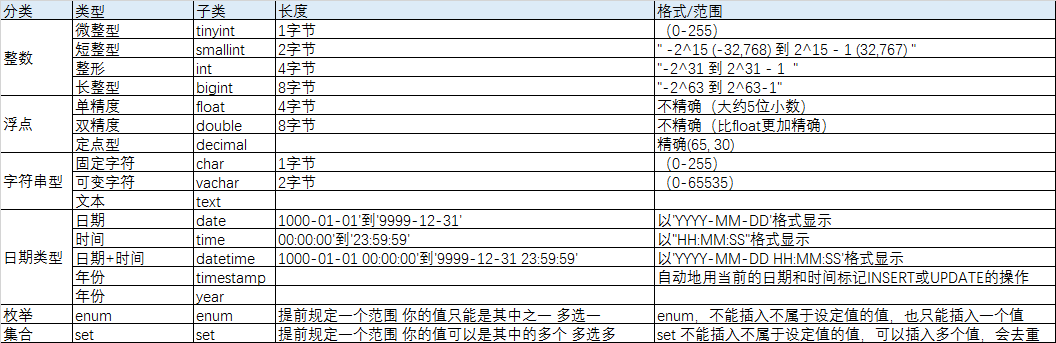 分类 类型 子类 长度 格式/范围
整数 微整型 tinyint 1字节 （0-255）
短整型 smallint 2字节 " -2^15 (-32,768) 到 2^15 - 1 (32,767) "
整形 int 4字节 "-2^31 到 2^31 - 1 "
长整型 bigint 8字节 "-2^63 到 2^63-1"
浮点 单精度 float 4字节 不精确（大约5位小数）
双精度 double 8字节 不精确（比float更加精确）
定点型 decimal 精确(65, 30)
字符串型 固定字符 char 1字节 （0-255）
可变字符 vachar 2字节 （0-65535）
文本 text
日期类型 日期 date 1000-01-01'到'9999-12-31' 以'YYYY-MM-DD'格式显示
时间 time 00:00:00'到'23:59:59' 以"HH:MM:SS"格式显示
日期+时间 datetime 1000-01-01 00:00:00'到'9999-12-31 23:59:59' 以'YYYY-MM-DD HH:MM:SS'格式显示
年份 timestamp 自动地用当前的日期和时间标记INSERT或UPDATE的操作
年份 year
枚举 enum enum 提前规定一个范围 你的值只能是其中之一 多选一 enum，不能插入不属于设定值的值，也只能插入一个值
集合 set set 提前规定一个范围 你的值可以是其中的多个 多选多 set 不能插入不属于设定值的值，可以插入多个值，会去重